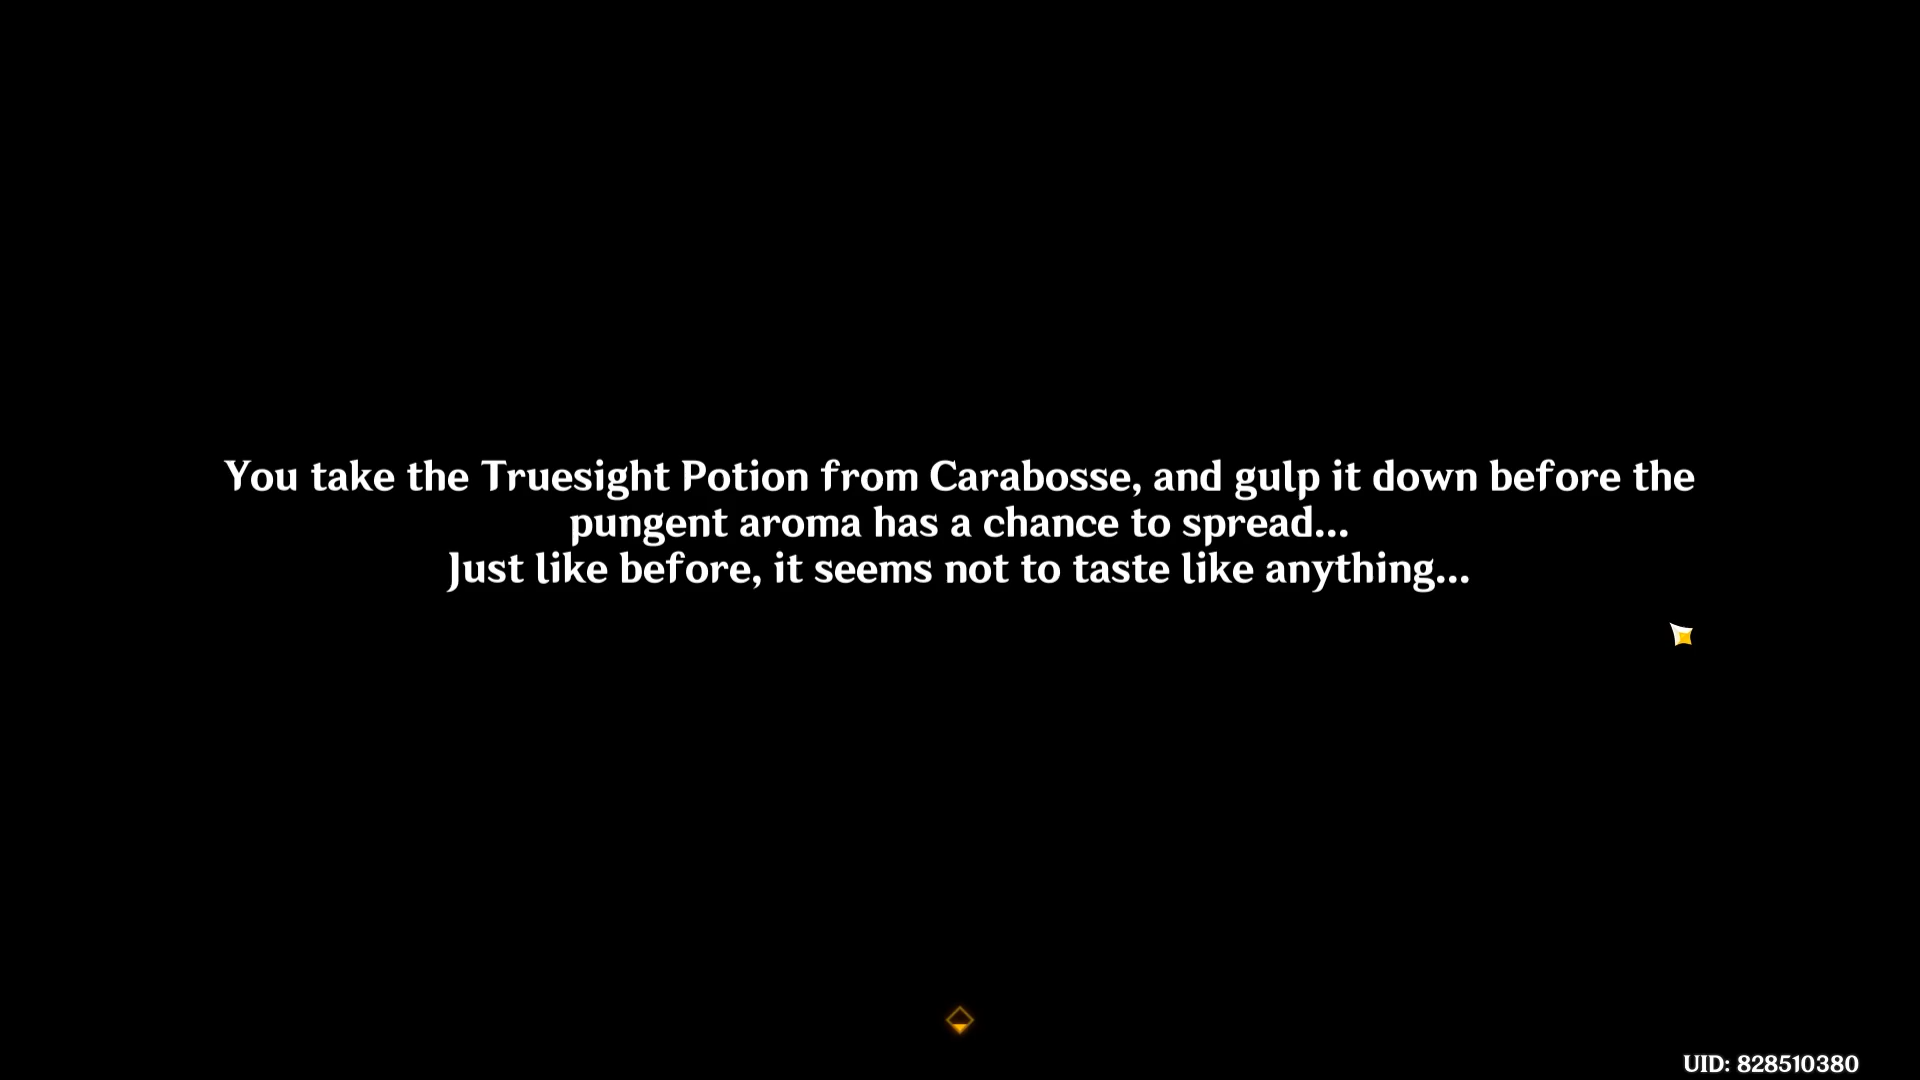 You take the Truesight Potion from Carabosse, and gulp it down before the
pungent aroma has a chance to spread...
Just like before, it seems not to taste like anything...
UID: 828510380